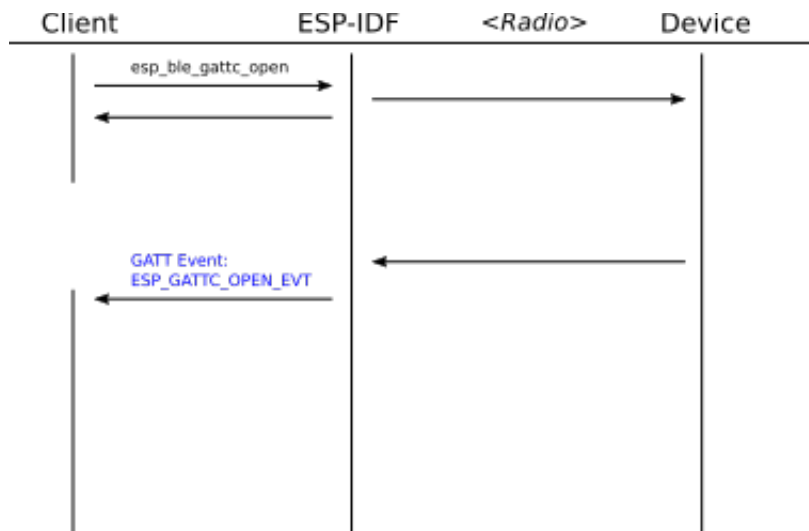 Client ESP-IDF <Radio> Device
esp_ble_gattc_open
GATT Event:
ESP_GATTC_OPEN_EVT